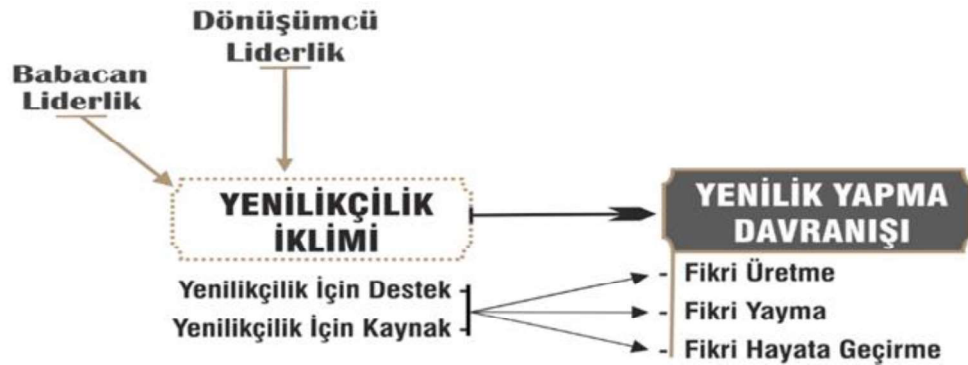 Dönüşümcü
Liderlik
Babacan
Liderlik
YENİLİKÇİLİK
İKLİMİ
YENİLİK YAPMA
DAVRANIŞI
Yenilikçilik İçin Destek -
Yenilikçilik İçin Kaynak -
- Fikri Üretme
- Fikri Yayma
- Fikri Hayata Geçirme